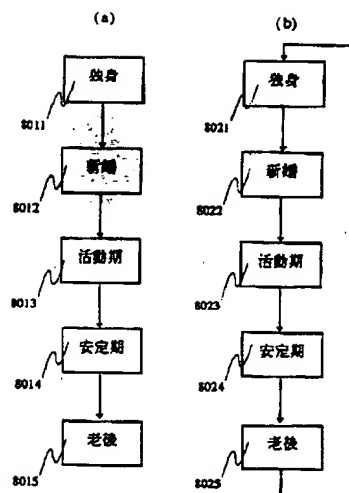 (a)
(b)
独身
独身
8011
8021
新婚
新婚
8012
8022
活動期
活動期
8013
8023
安定期
安定期
8014
8024
老後
老後
8015
8025